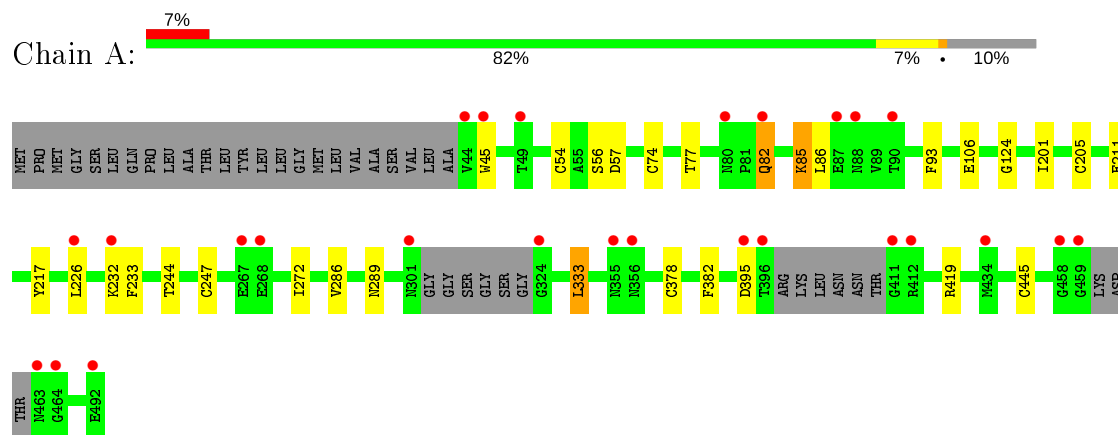 7%
Chain A:
82% 7% • 10%
MET PRO MET GLY SER LEU GLN PRO LEU ALA THR LEU TYR LEU LEU GLY MET LEU VAL ALA SER VAL LEU ALA V44 W45 T49 C54 A55 S56 D57 C74 T77 N80 P81 Q82 K85 L86 E87 N88 V89 T90 F93 E106 G124 I201 C205
Y217 L226 K232 F233 T244 C247 E267 E268 I272 V286 N289 N301 GLY GLY SER GLY SER GLY G324 L333 N355 N356 C378 F382 D395 T396 ARG LYS LEU ASN ASN THR G411 R412 R419 M434 C445 G458 G459 LYS ASP
THR N463 G464 E492